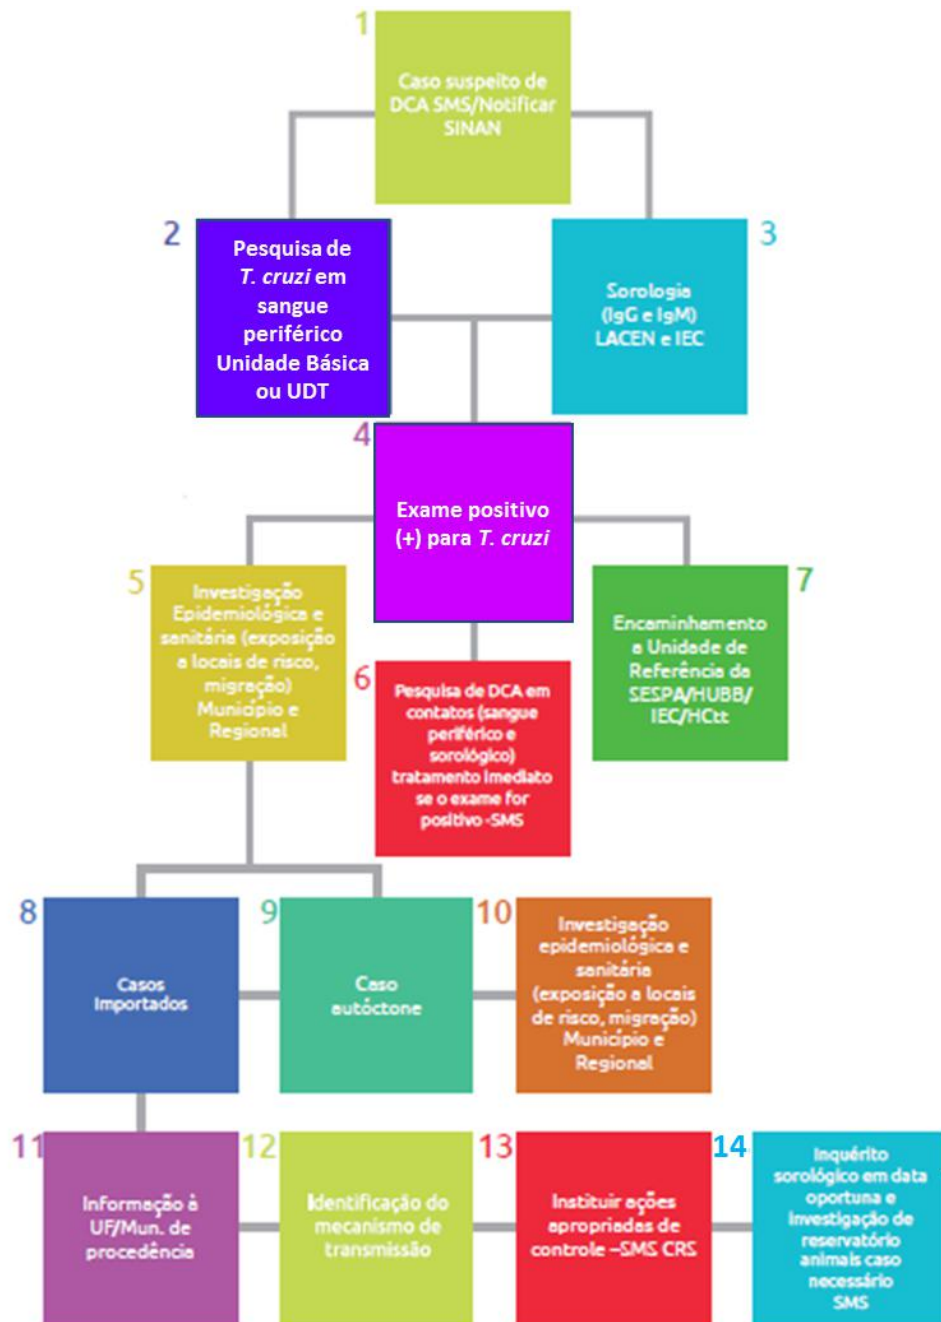 1
Caso suspeito de
DCA SMS/Notificar
SINAN
2
Pesquisa de
T. cruzi em
sangue
periférico
Unidade Básica
ou UDT
3
Sorologia
(IgG e IgM)
LACEN e IEC
4
Exame positivo
(+) para T. cruzi
5
Investigação
Epidemiológica e
sanitária (exposição
a locais de risco,
migração)
Município e
Regional
6
Pesquisa de DCA em
contatos (sangue
periférico e
sorológico)
tratamento imediato
se o exame for
positivo -SMS
7
Encaminhamento
a Unidade de
Referência da
SESPA/HUBB/
IEC/HCtt
8
Casos
Importados
9
Caso
autóctone
10
Investigação
epidemiológica e
sanitária
(exposição a locais
de risco, migração)
Município e
Regional
11
Informação à
UF/Mun. de
procedência
12
Identificação do
mecanismo de
transmissão
13
Instituir ações
apropriadas de
controle –SMS CRS
14
Inquérito
sorológico em data
oportuna e
investigação de
reservatório
animais caso
necessário
SMS